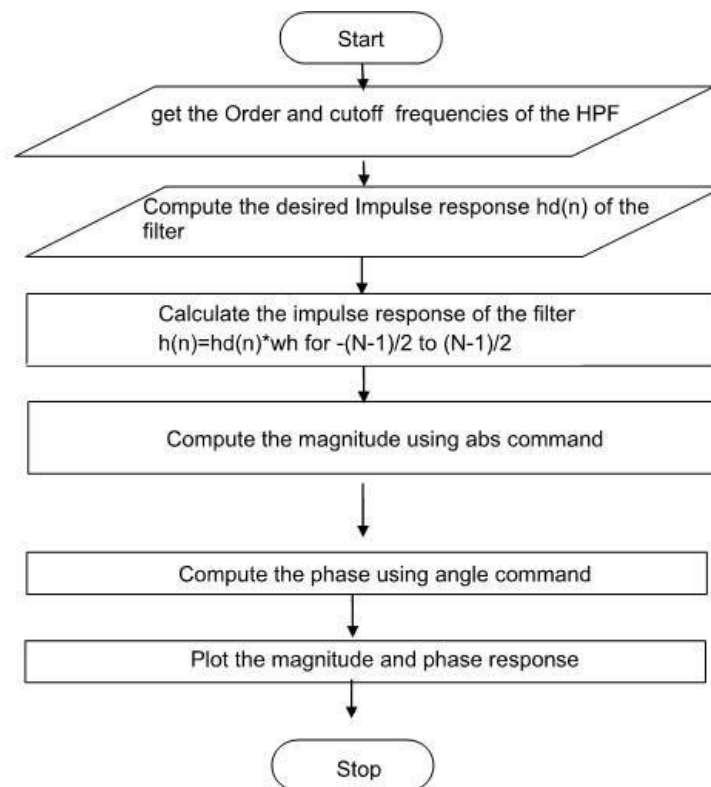 Start
get the Order and cutoff frequencies of the HPF
Compute the desired Impulse response hd(n) of the
filter
Calculate the impulse response of the filter
h(n)=hd(n)*wh for -(N-1)/2 to (N-1)/2
Compute the magnitude using abs command
Compute the phase using angle command
Plot the magnitude and phase response
Stop